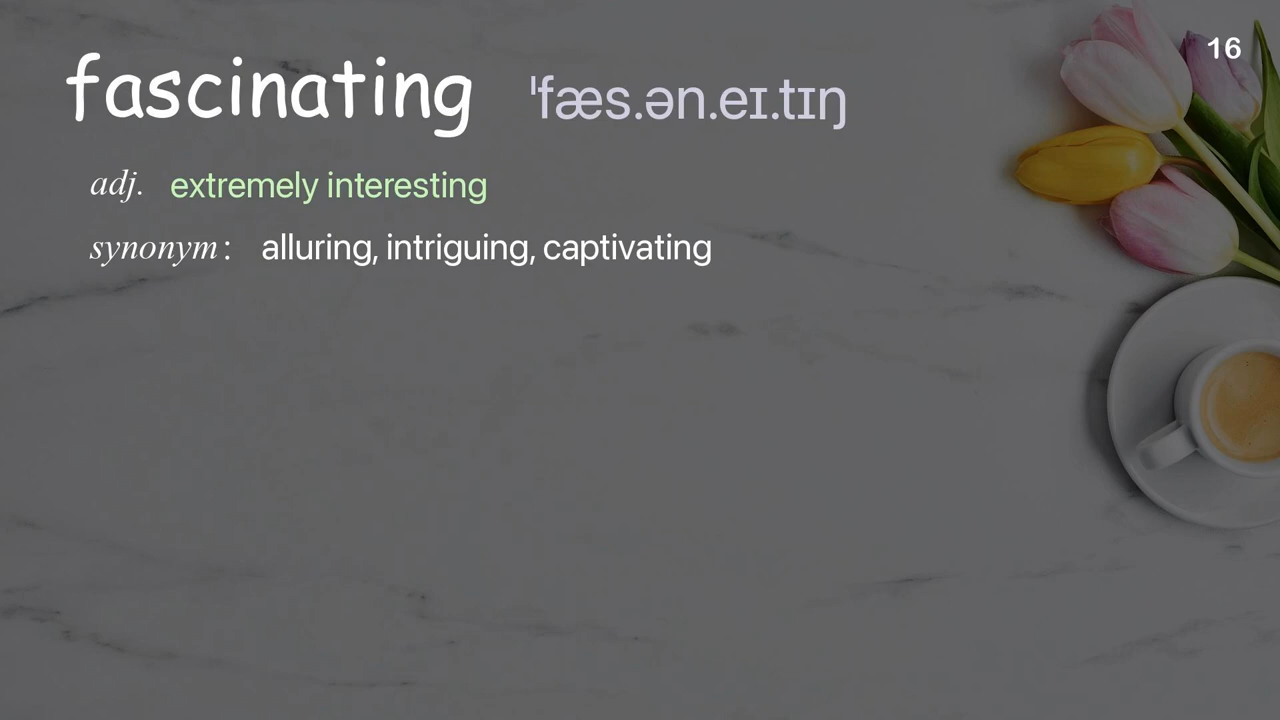 16
fascinating ˈfæs.ən.eɪ.tɪŋ
adj. extremely interesting
synonym: alluring, intriguing, captivating